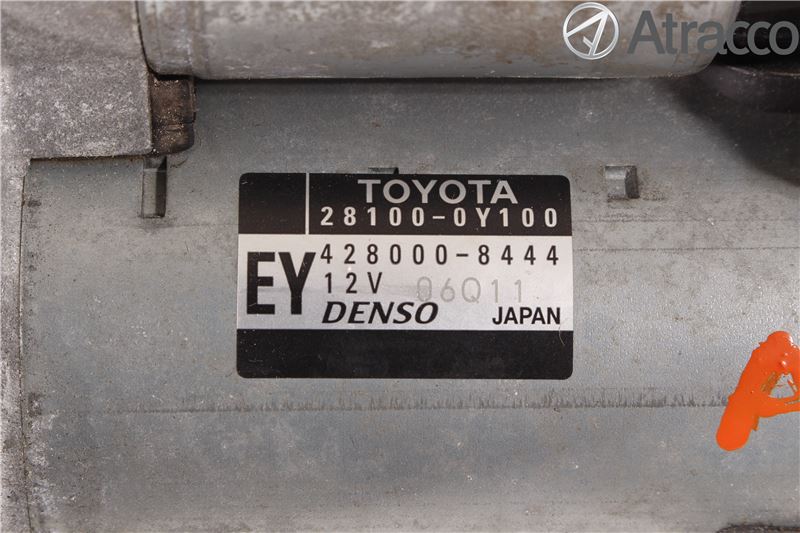 Atracco
TOYOTA
28100-0Y100
EY
428000-8444
12V 06Q11
DENSO JAPAN
A